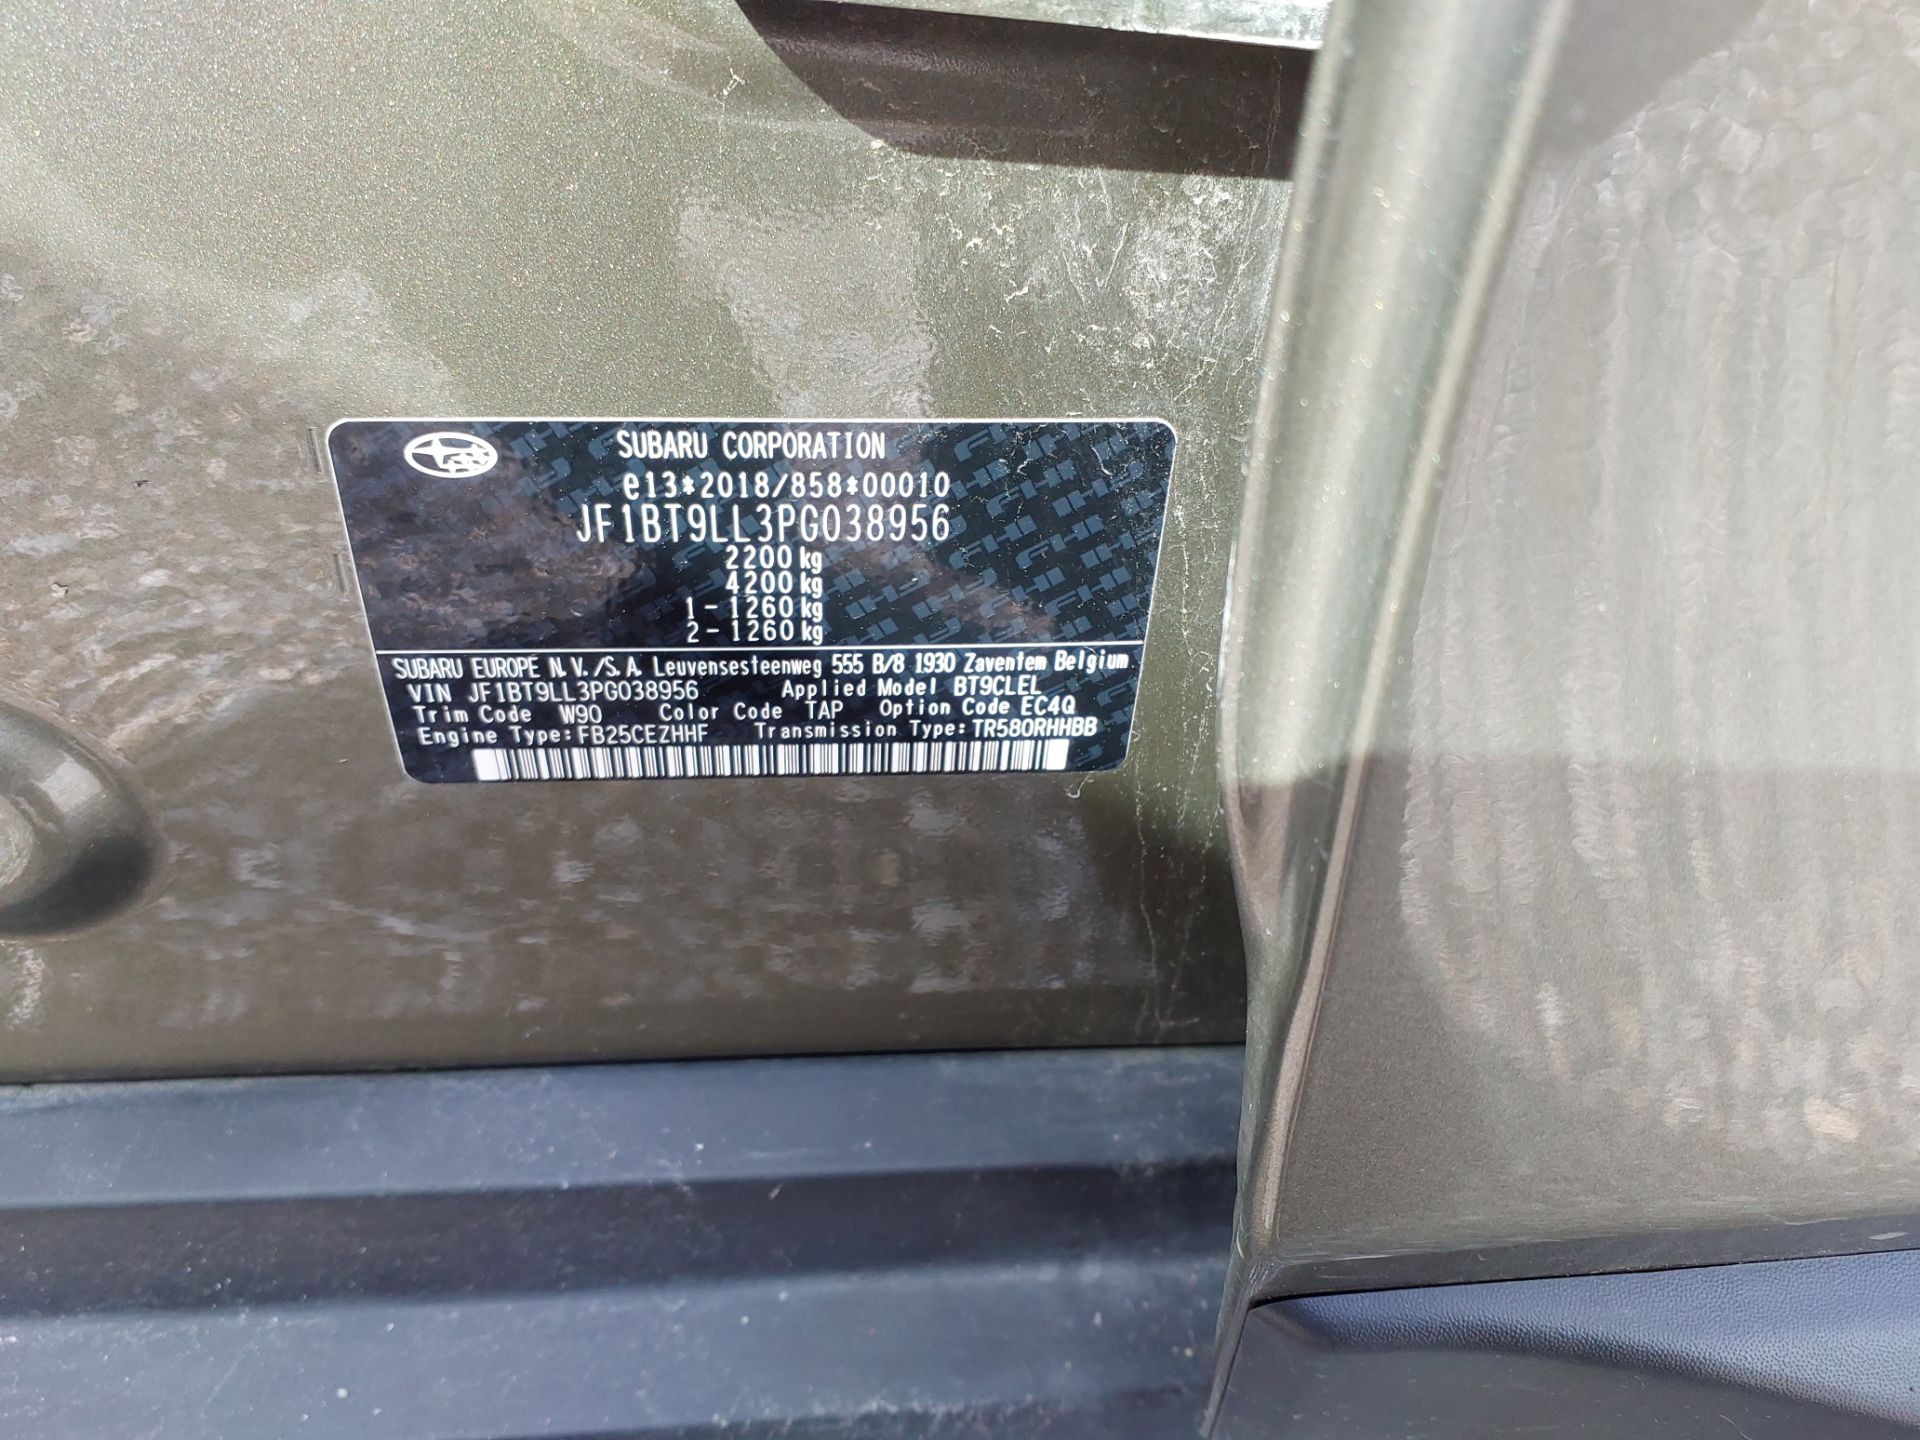 SUBARU CORPORATION
e13*2018/858*00010
JF1BT9LL3PG038956
2200 kg
4200 kg
1 - 1260 kg
2 - 1260 kg
SUBARU EUROPE N.V./S.A. Leuvensesteenweg 555 B/8 1930 Zaventem Belgium
VIN JF1BT9LL3PG038956 Applied Model BT9CLEL
Trim Code W90 Color Code TAP Option Code EC4Q
Engine Type:FB25CEZHHF Transmission Type:TR580RHHBB